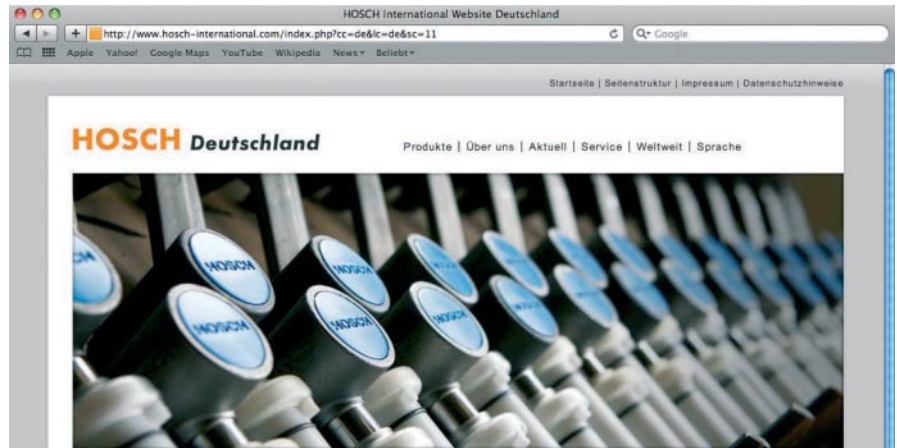 HOSCH International Website Deutschland
http://www.hosch-international.com/index.php?cc=de&lc=de&sc=11
Google
Apple Yahoo! Google Maps YouTube Wikipedia News Beliebt
Startseite | Seitenstruktur | Impressum | Datenschutzhinweise
HOSCH Deutschland
Produkte | Über uns | Aktuell | Service | Weltweit | Sprache
HOSCH
HOSCH
HOSCH
HOSCH
HOSCH